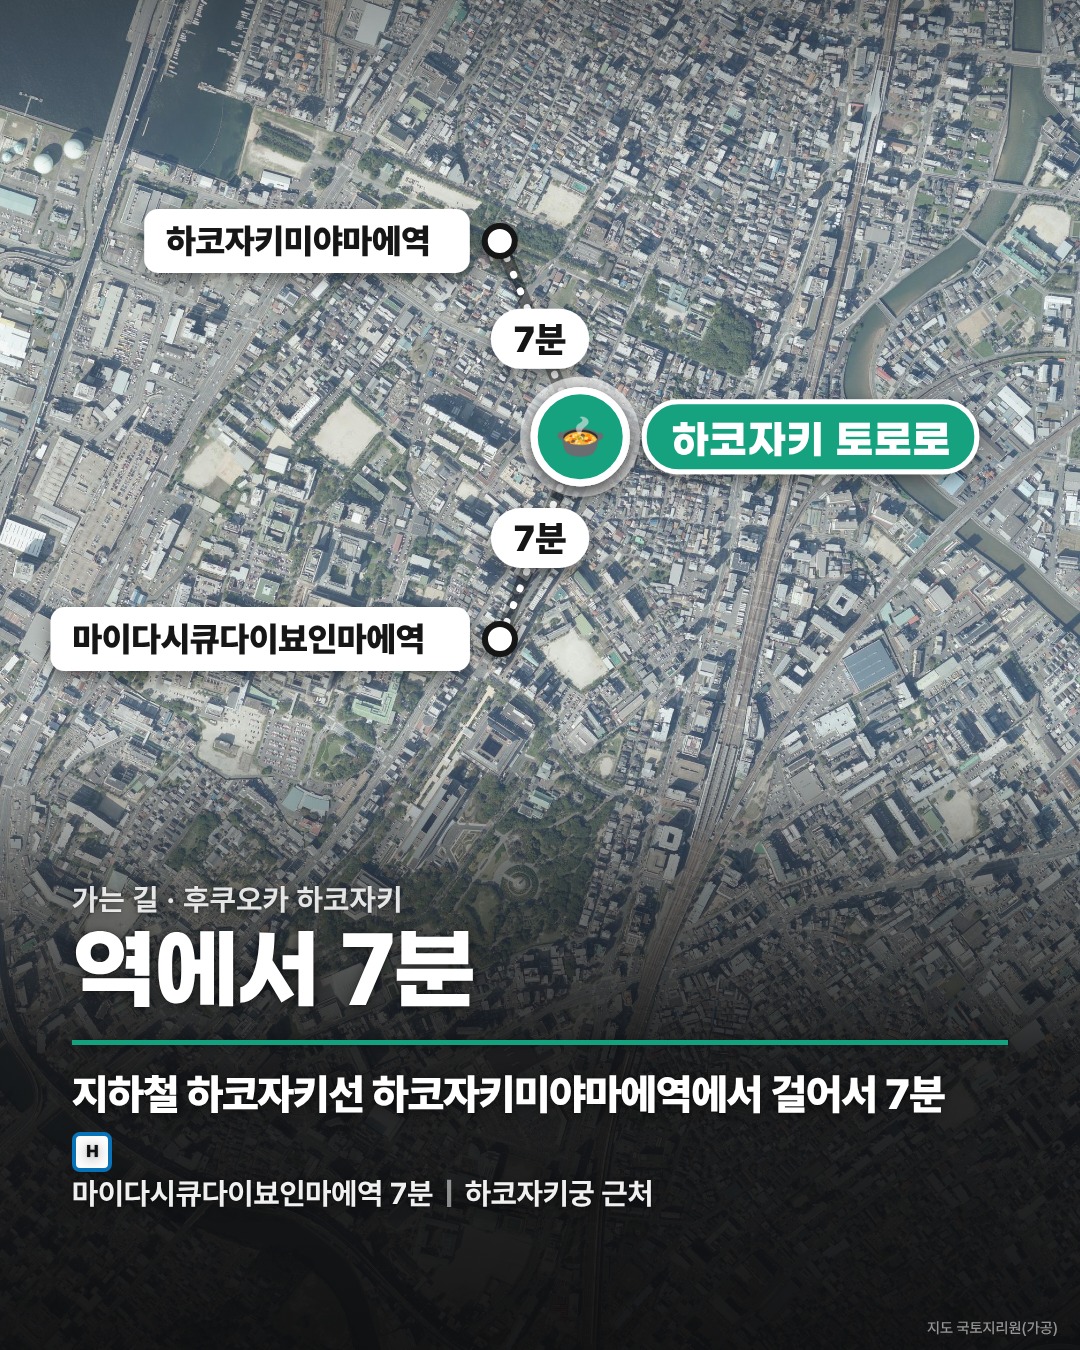 하코자키미야마에역
7분
하코자키 토로로
7분
마이다시큐다이뵤인마에역
가는 길 · 후쿠오카 하코자키
역에서 7분
지하철 하코자키선 하코자키미야마에역에서 걸어서 7분
H
마이다시큐다이뵤인마에역 7분 | 하코자키궁 근처
지도 국토지리원(가공)